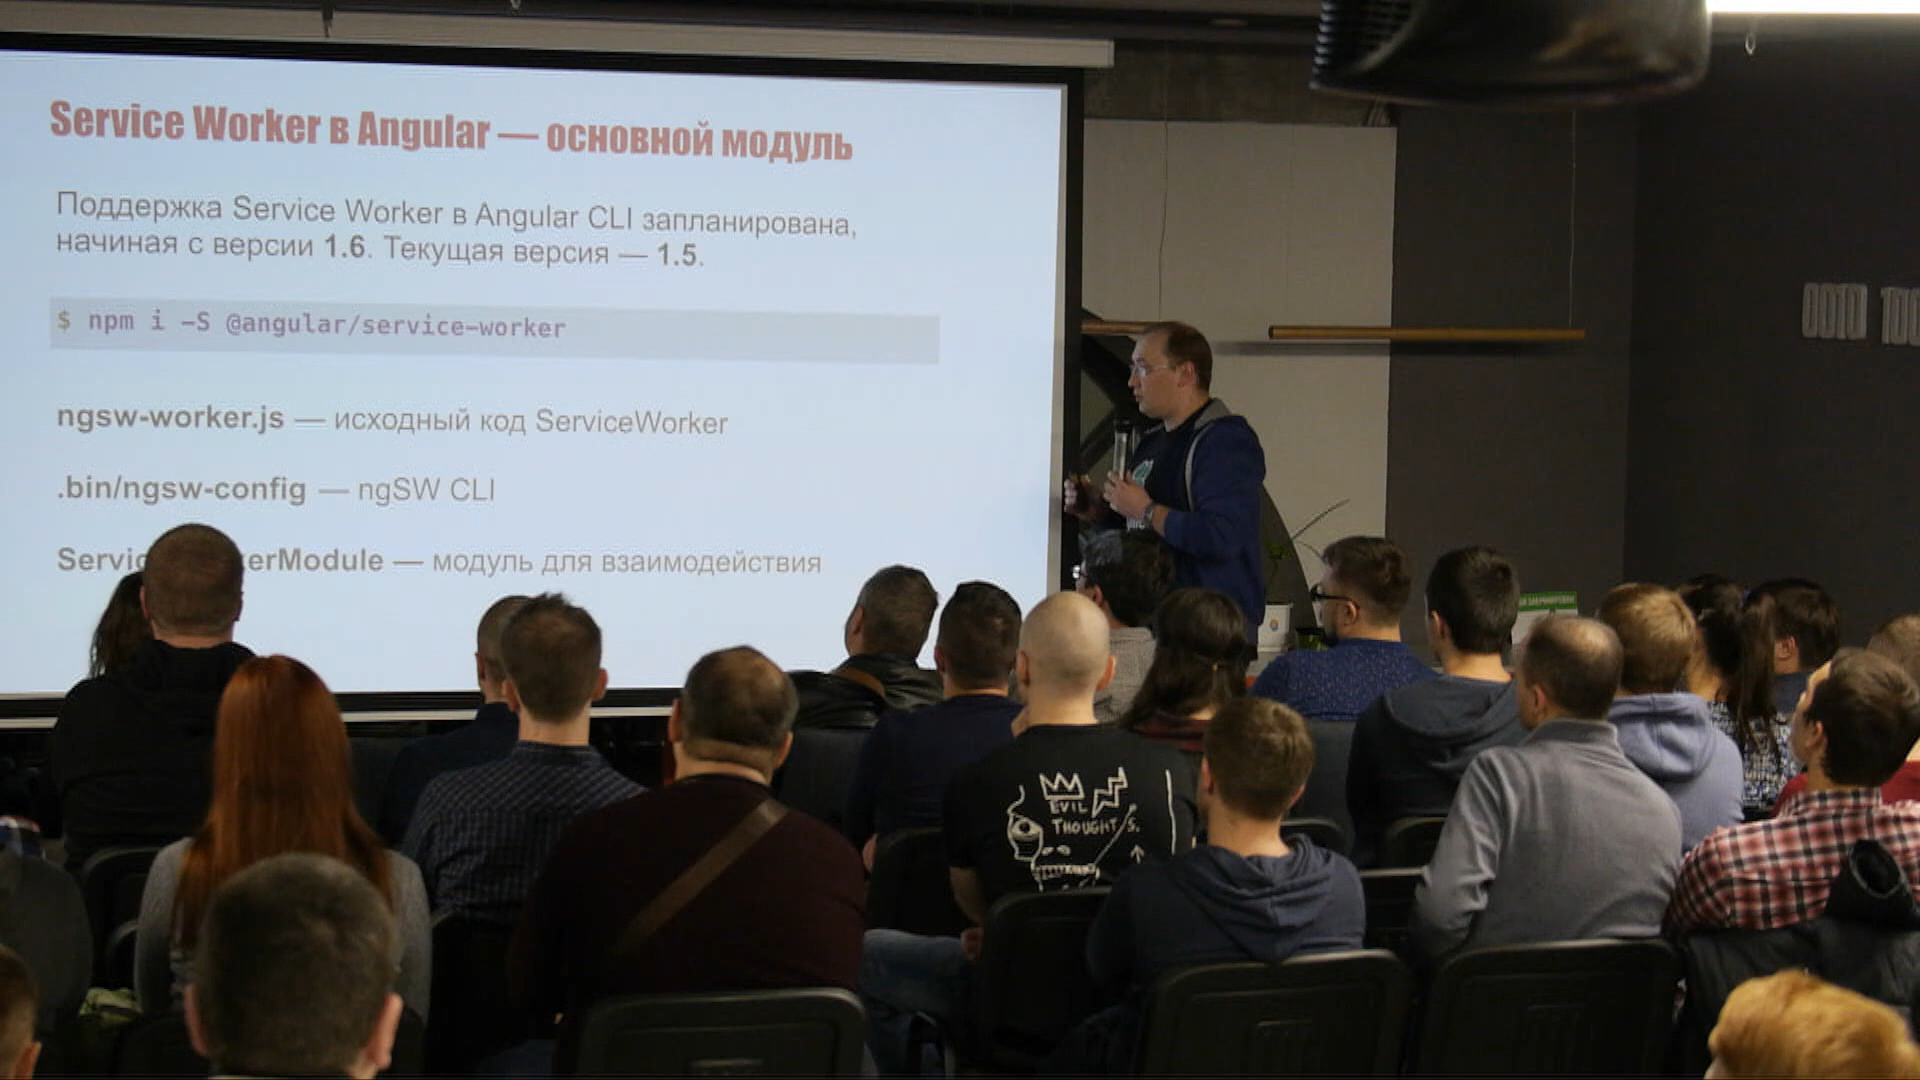 Service Worker в Angular — основной модуль
Поддержка Service Worker в Angular CLI запланирована,
начиная с версии 1.6. Текущая версия — 1.5.
$ npm i -S @angular/service-worker
ngsw-worker.js — исходный код ServiceWorker
.bin/ngsw-config — ngSW CLI
— модуль для взаимодействия
0010 100
EVIL
THOUGHTS.